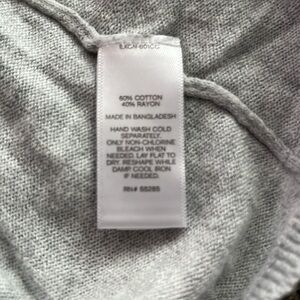 60% COTTON
40% RAYON
MADE IN BANGLADESH
HAND WASH COLD
SEPARATELY.
ONLY NON-CHLORINE
BLEACH WHEN
NEEDED. LAY FLAT TO
DRY. RESHAPE WHILE
DAMP. COOL IRON
IF NEEDED.
RN# 55285